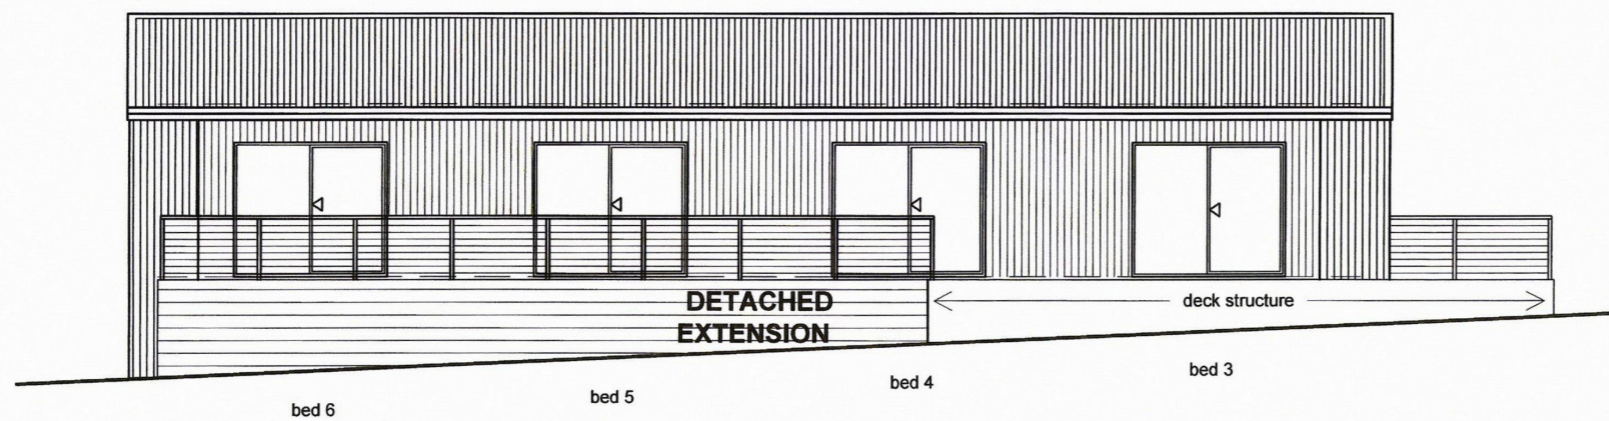 DETACHED
EXTENSION
deck structure
bed 6
bed 5
bed 4
bed 3